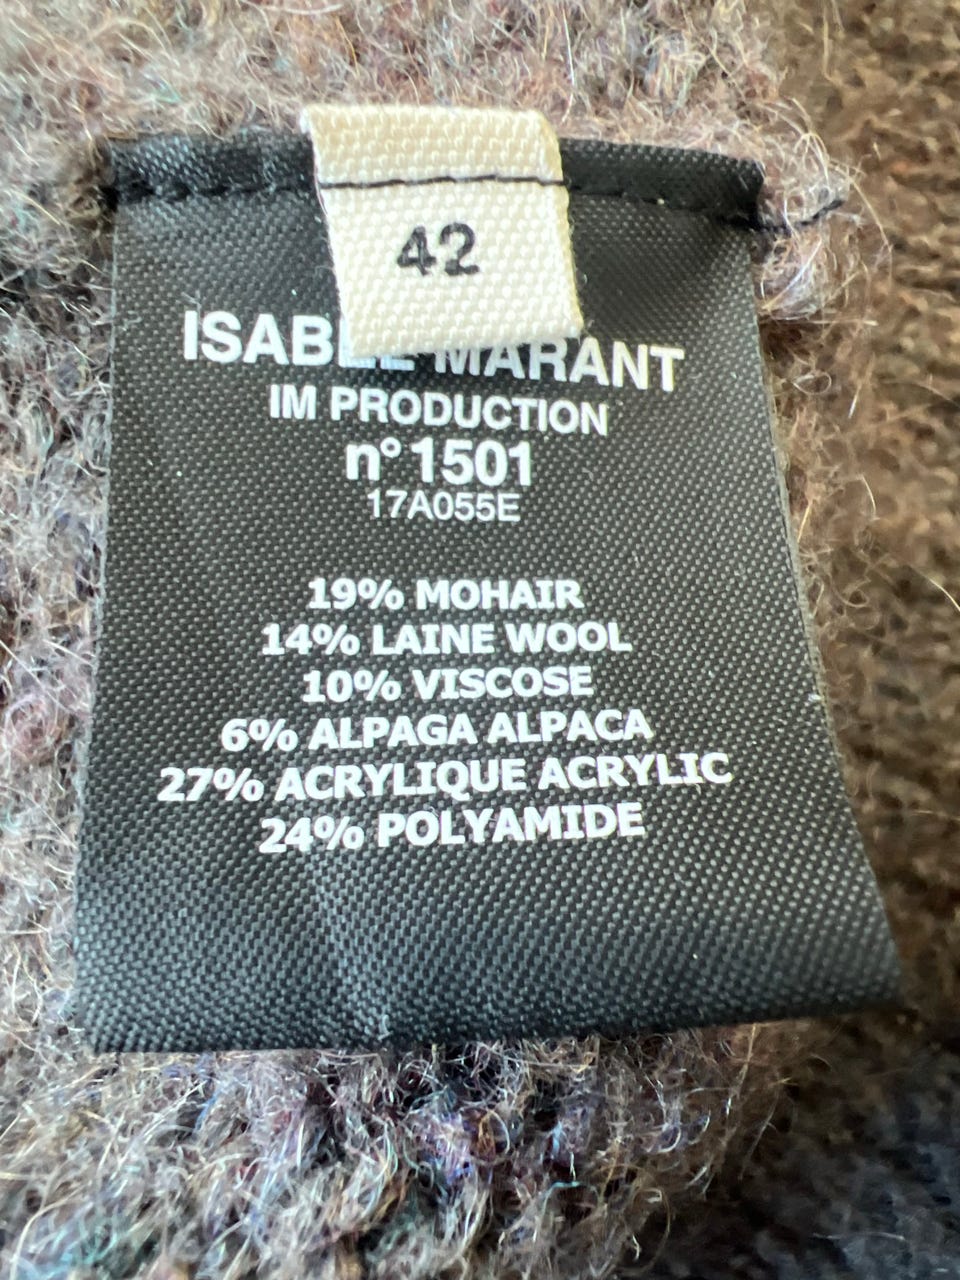 42
ISABEL MARANT
IM PRODUCTION
n° 1501
17A055E
19% MOHAIR
14% LAINE WOOL
10% VISCOSE
6% ALPAGA ALPACA
27% ACRYLIQUE ACRYLIC
24% POLYAMIDE